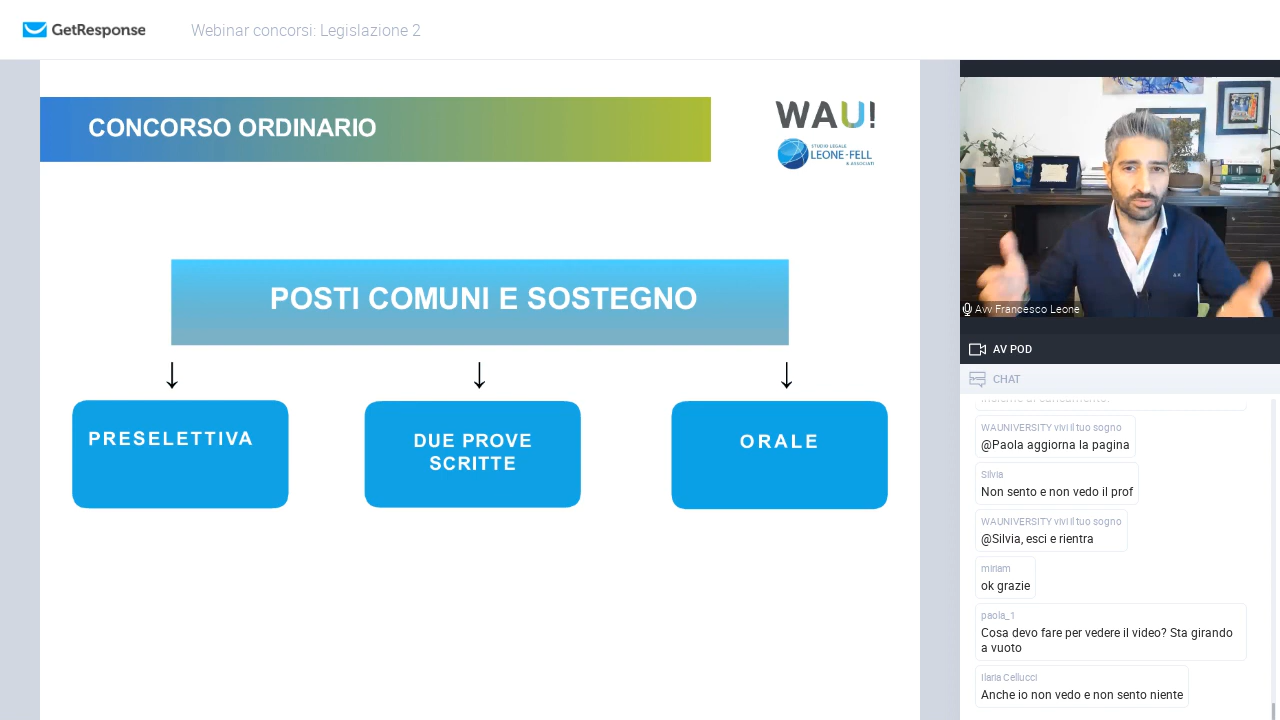 GetResponse
Webinar concorsi: Legislazione 2
CONCORSO ORDINARIO
WAU!
STUDIO LEGALE
LEONE-FELL
& ASSOCIATI
POSTI COMUNI E SOSTEGNO
↓ ↓ ↓
PRESELETTIVA
DUE PROVE
SCRITTE
ORALE
Avv Francesco Leone
AV POD
CHAT
WAUNIVERSITY vivi il tuo sogno
@Paola aggiorna la pagina
Silvia
Non sento e non vedo il prof
WAUNIVERSITY vivi il tuo sogno
@Silvia, esci e rientra
miriam
ok grazie
paola_1
Cosa devo fare per vedere il video? Sta girando
a vuoto
Ilaria Cellucci
Anche io non vedo e non sento niente